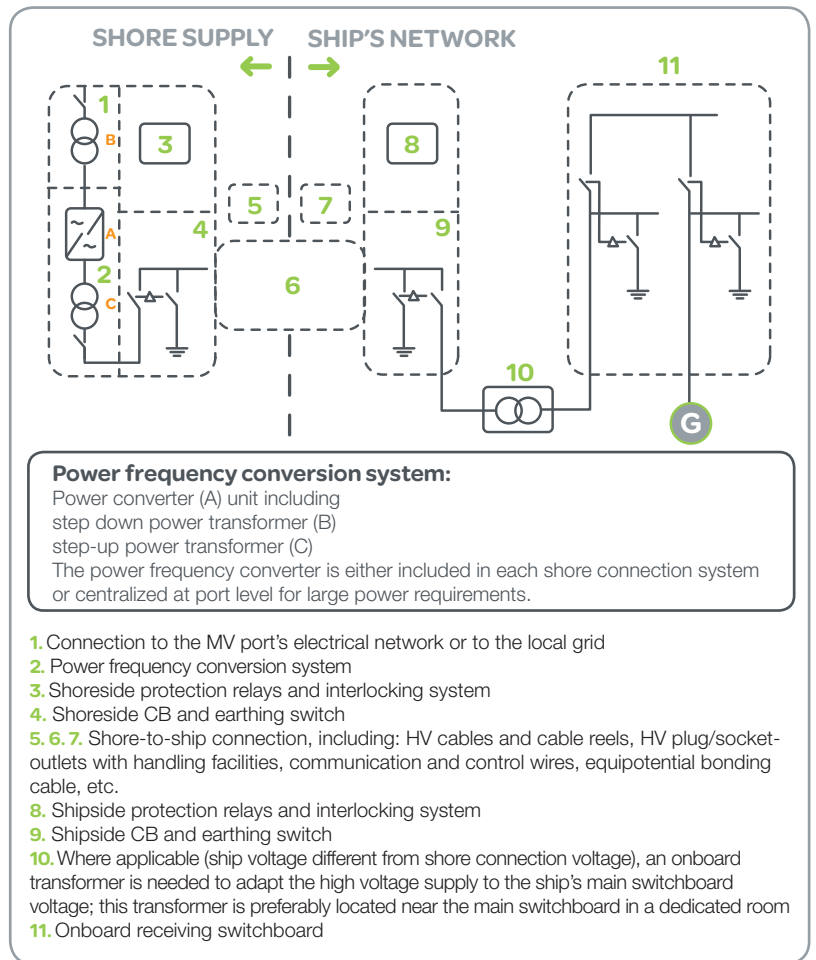 SHORE SUPPLY SHIP'S NETWORK
11
1
B
3
8
5
7
A
4
9
2
6
C
10
G
Power frequency conversion system:
Power converter (A) unit including
step down power transformer (B)
step-up power transformer (C)
The power frequency converter is either included in each shore connection system
or centralized at port level for large power requirements.
1. Connection to the MV port's electrical network or to the local grid
2. Power frequency conversion system
3. Shoreside protection relays and interlocking system
4. Shoreside CB and earthing switch
5. 6. 7. Shore-to-ship connection, including: HV cables and cable reels, HV plug/socket-
outlets with handling facilities, communication and control wires, equipotential bonding
cable, etc.
8. Shipside protection relays and interlocking system
9. Shipside CB and earthing switch
10. Where applicable (ship voltage different from shore connection voltage), an onboard
transformer is needed to adapt the high voltage supply to the ship's main switchboard
voltage; this transformer is preferably located near the main switchboard in a dedicated room
11. Onboard receiving switchboard